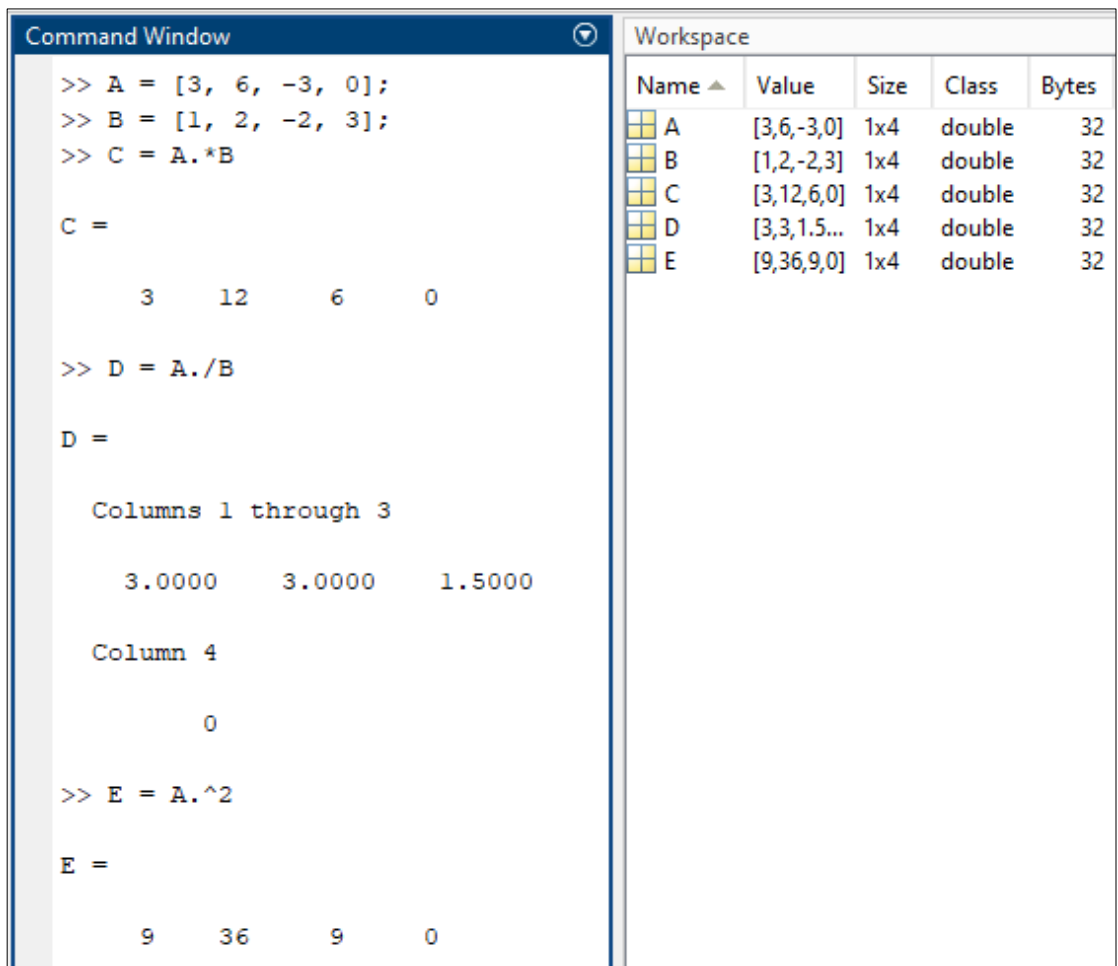 Command Window
>> A = [3, 6, -3, 0];
>> B = [1, 2, -2, 3];
>> C = A.*B
C =
3 12 6 0
>> D = A./B
D =
Columns 1 through 3
3.0000 3.0000 1.5000
Column 4
0
>> E = A.^2
E =
9 36 9 0
Workspace
Name Value Size Class Bytes
A [3,6,-3,0] 1x4 double 32
B [1,2,-2,3] 1x4 double 32
C [3,12,6,0] 1x4 double 32
D [3,3,1.5... 1x4 double 32
E [9,36,9,0] 1x4 double 32